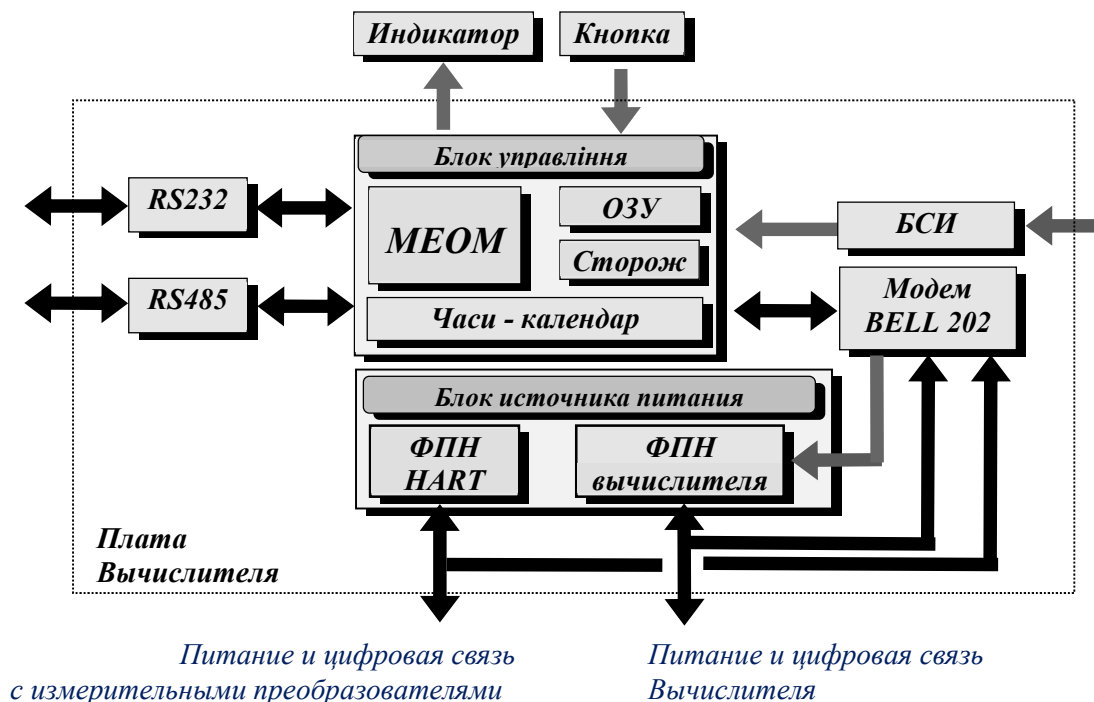 Индикатор
Кнопка
Блок управління
RS232
МЕОМ
ОЗУ
БСИ
Сторож
RS485
Модем
BELL 202
Часи - календар
Блок источника питания
ФПН
HART
ФПН
вычислителя
Плата
Вычислителя
Питание и цифровая связь
с измерительными преобразователями
Питание и цифровая связь
Вычислителя